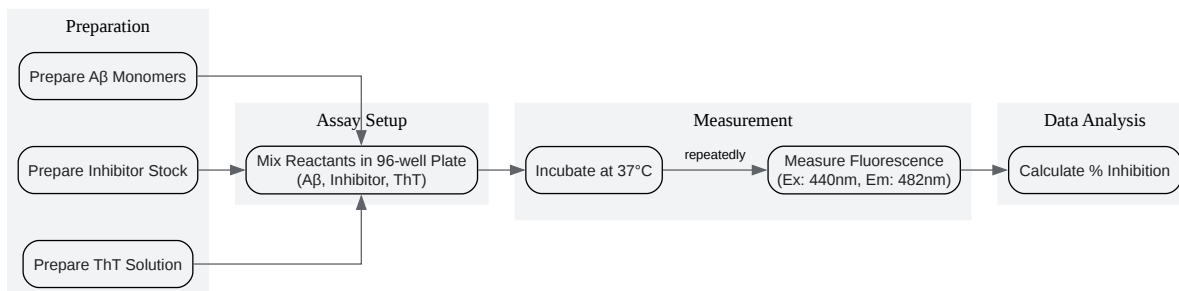 Preparation
Prepare Aβ Monomers
Prepare Inhibitor Stock
Prepare ThT Solution
Assay Setup
Mix Reactants in 96-well Plate
(Aβ, Inhibitor, ThT)
Measurement
Incubate at 37°C
repeatedly
Measure Fluorescence
(Ex: 440nm, Em: 482nm)
Data Analysis
Calculate % Inhibition